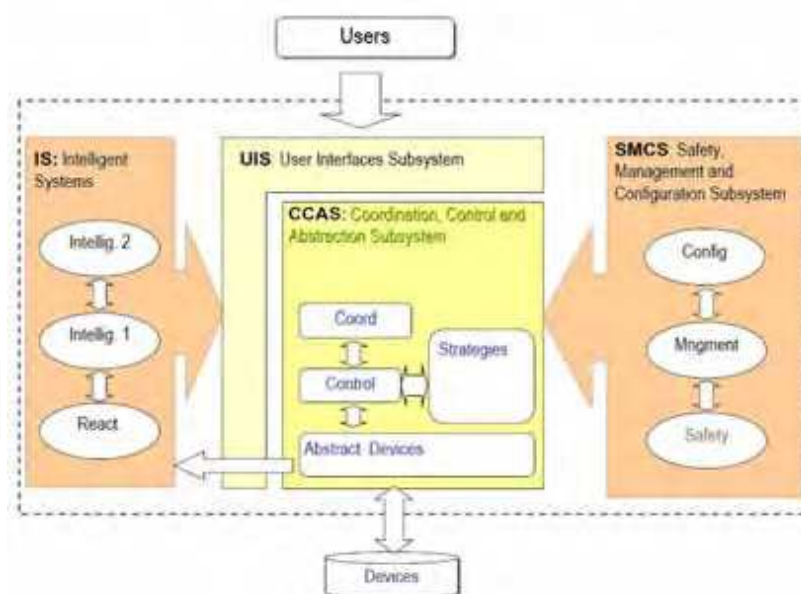 Users
IS: Intelligent
Systems
Intellig. 2
Intellig. 1
React
UIS User Interfaces Subsystem
CCAS: Coordination, Control and
Abstraction Subsystem
Coord
Control
Strategies
Abstract Devices
SMCS Safety,
Management and
Configuration Subsystem
Config
Mngment
Safety
Devices